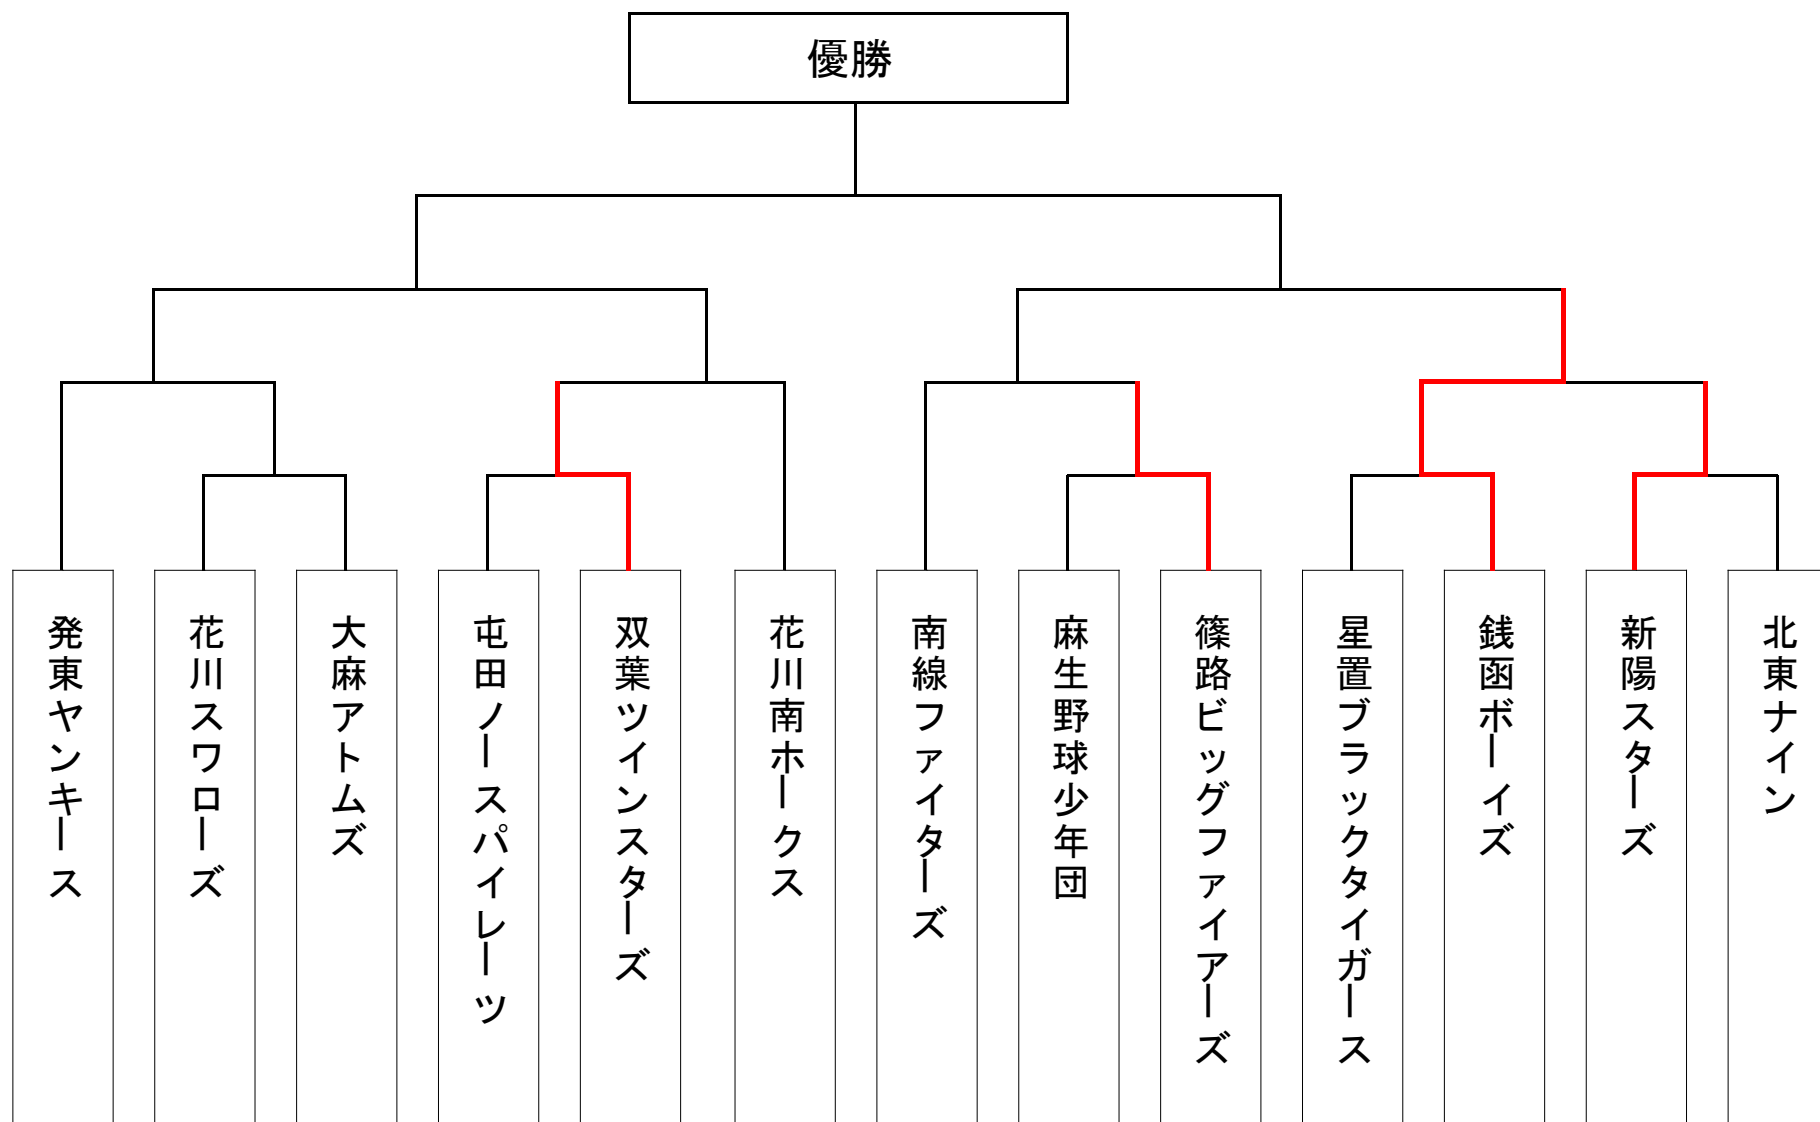 優勝
発東ヤンキース
花川スワローズ
大麻アトムズ
屯田ノースパイレーツ
双葉ツインスターズ
花川南ホークス
南線ファイターズ
麻生野球少年団
篠路ビッグファイアーズ
星置ブラックタイガース
銭函ボーイズ
新陽スターズ
北東ナイン